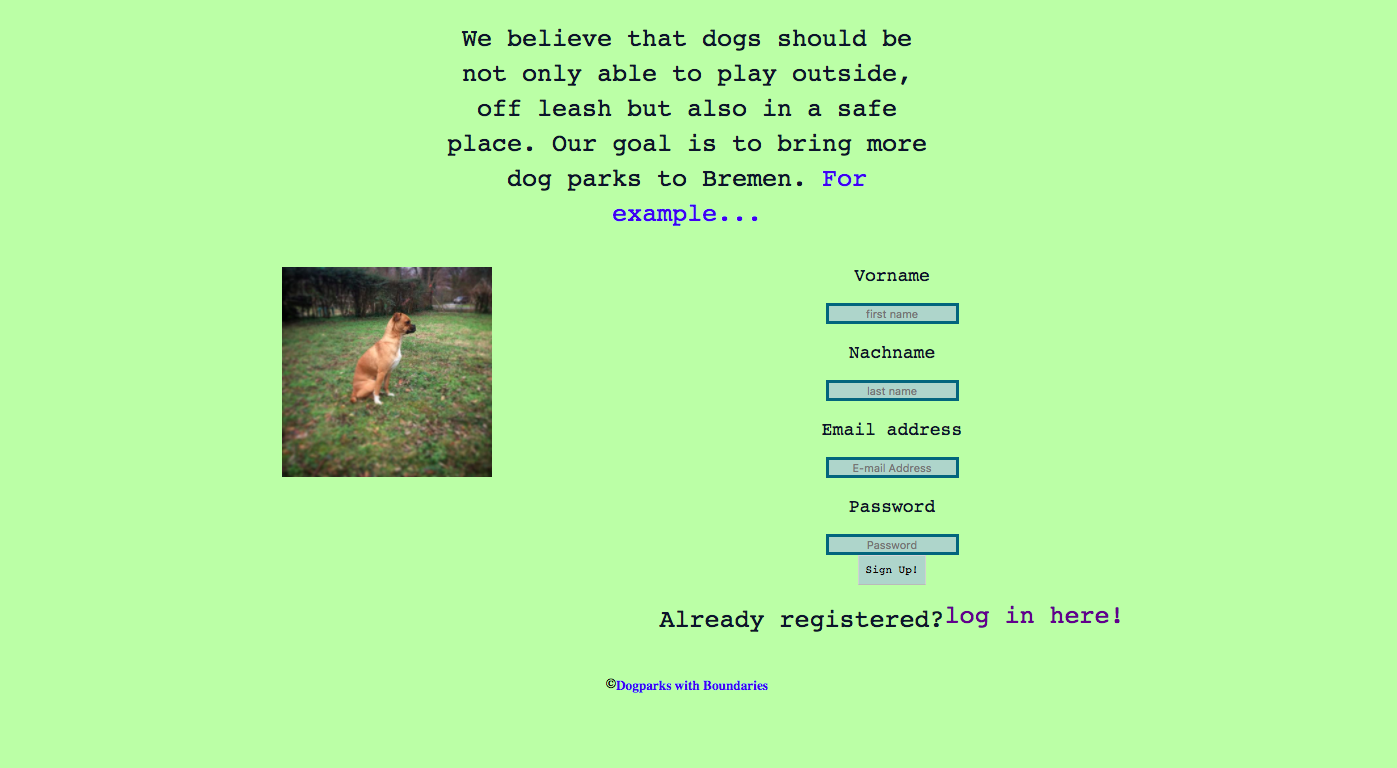 We believe that dogs should be
not only able to play outside,
off leash but also in a safe
place. Our goal is to bring more
dog parks to Bremen. For
example...
Vorname
first name
Nachname
last name
Email address
E-mail Address
Password
Password
Sign Up!
Already registered?log in here!
©Dogparks with Boundaries